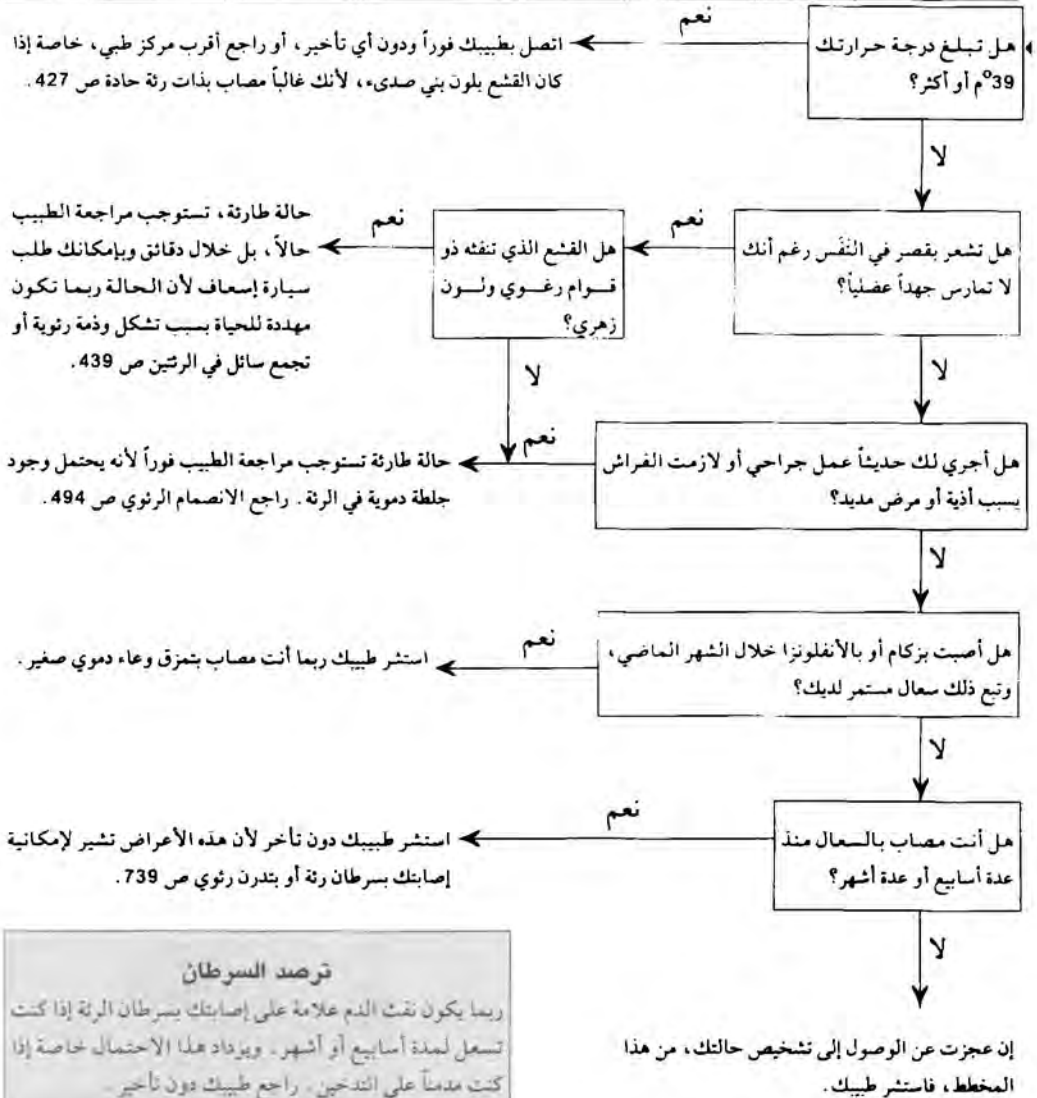 هل تبلغ درجة حرارتك
39°م أو أكثر؟
نعم
اتصل بطبيبك فوراً ودون أي تأخير، أو راجع أقرب مركز طبي، خاصة إذا
كان القشع بلون بني صدىء، لأنك غالباً مصاب بذات رئة حادة ص 427.
لا
هل تشعر بقصر في النَفَس رغم أنك
لا تمارس جهداً عضلياً؟
نعم
هل القشع الذي تنفثه ذو
قوام رغوي ولون
زهري؟
نعم
حالة طارئة، تستوجب مراجعة الطبيب
حالاً، بل خلال دقائق وبإمكانك طلب
سيارة إسعاف لأن الحالة ربما تكون
مهددة للحياة بسبب تشكل وذمة رئوية أو
تجمع سائل في الرئتين ص 439.
لا
لا
هل أجري لك حديثاً عمل جراحي أو لازمت الفراش
بسبب أذية أو مرض مديد؟
نعم
حالة طارئة تستوجب مراجعة الطبيب فوراً لأنه يحتمل وجود
جلطة دموية في الرئة. راجع الانصمام الرئوي ص 494.
لا
هل أصبت بزكام أو بالأنفلونزا خلال الشهر الماضي،
وتبع ذلك سعال مستمر لديك؟
نعم
استشر طبيبك ربما أنت مصاب بتمزق وعاء دموي صغير.
لا
هل أنت مصاب بالسعال منذ
عدة أسابيع أو عدة أشهر؟
نعم
استشر طبيبك دون تأخر لأن هذه الأعراض تشير لإمكانية
إصابتك بسرطان رئة أو بتدرن رئوي ص 739.
لا
إن عجزت عن الوصول إلى تشخيص حالتك، من هذا
المخطط، فاستشر طبيبك.
ترصد السرطان
ربما يكون نفث الدم علامة على إصابتك بسرطان الرئة إذا كنت
تسعل لمدة أسابيع أو أشهر. ويزداد هذا الاحتمال خاصة إذا
كنت مدمناً على التدخين. راجع طبيبك دون تأخير.